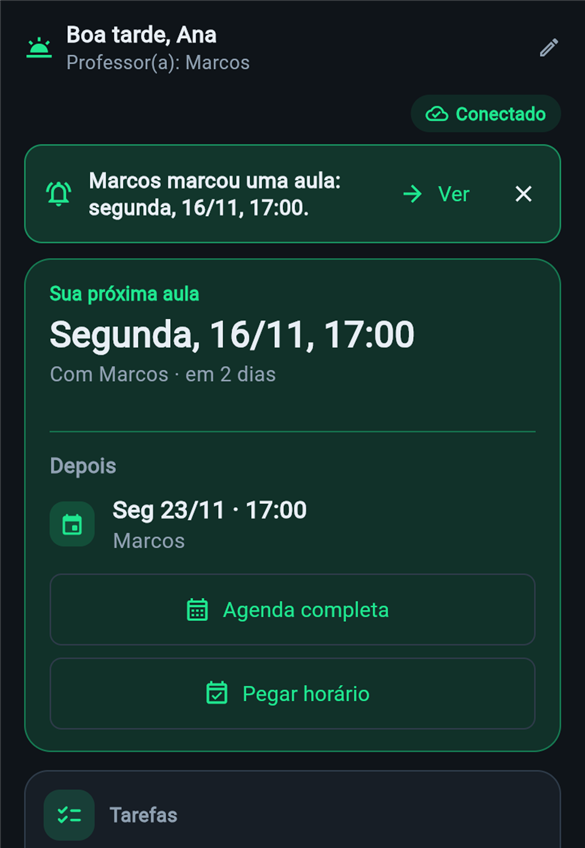 Boa tarde, Ana
Professor(a): Marcos
Conectado
Marcos marcou uma aula:
segunda, 16/11, 17:00.
Ver
Sua próxima aula
Segunda, 16/11, 17:00
Com Marcos · em 2 dias
Depois
Seg 23/11 · 17:00
Marcos
Agenda completa
Pegar horário
Tarefas